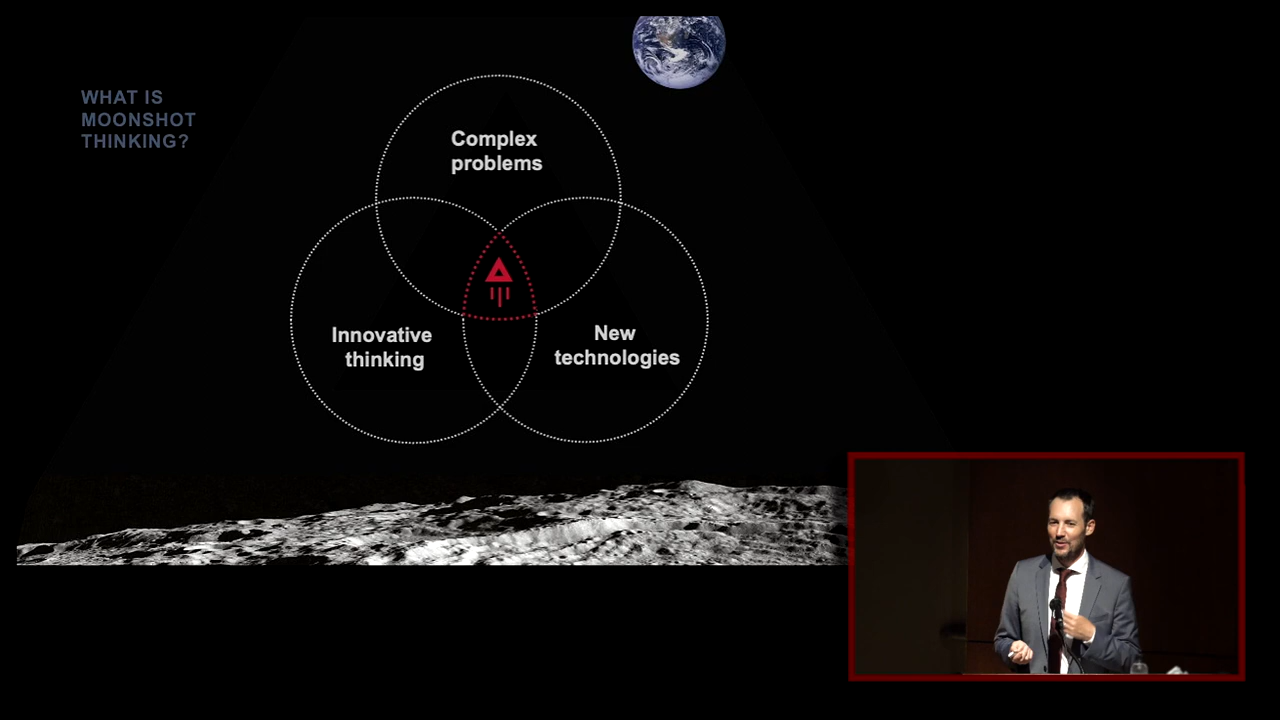 WHAT IS
MOONSHOT
THINKING?
Complex
problems
Innovative
thinking
New
technologies